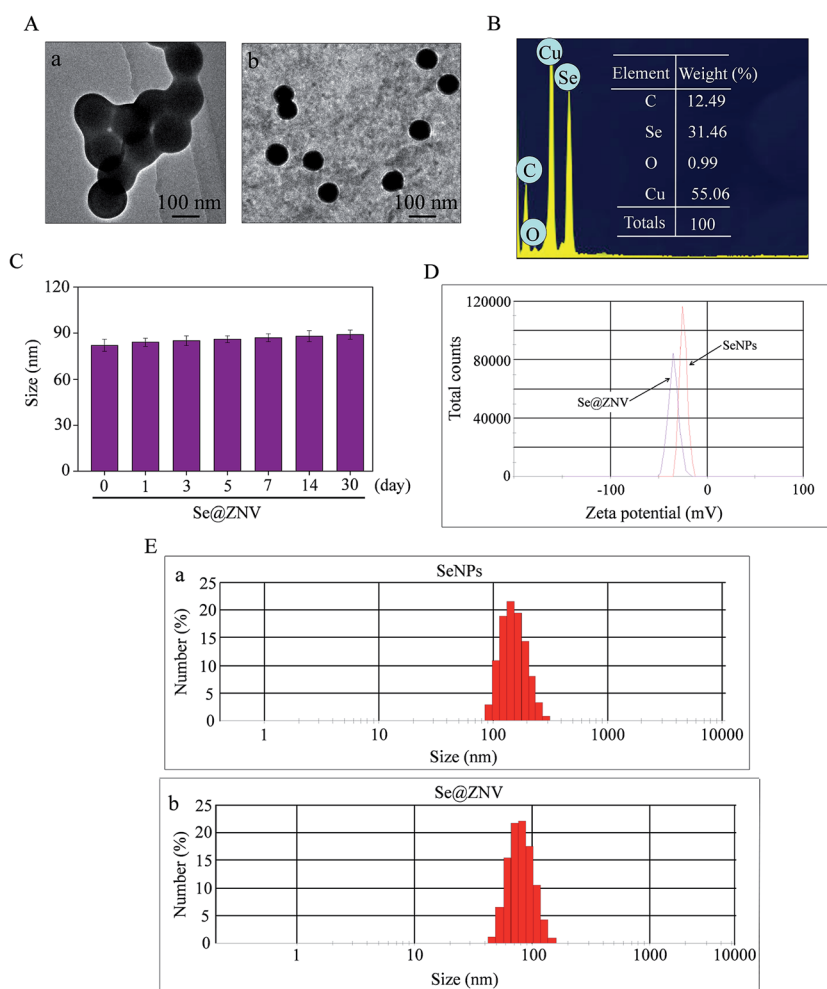 A
a
100 nm
b
100 nm
B
Cu
Se
C
O
Element Weight (%)
C 12.49
Se 31.46
O 0.99
Cu 55.06
Totals 100
C
Size (nm)
120
90
60
30
0
0 1 3 5 7 14 30 (day)
Se@ZNV
D
Total counts
120000
80000
40000
0
SeNPs
Se@ZNV
-100 0 100
Zeta potential (mV)
E
a
SeNPs
Number (%)
25
20
15
10
5
0
1 10 100 1000 10000
Size (nm)
b
Se@ZNV
Number (%)
25
20
15
10
5
0
1 10 100 1000 10000
Size (nm)